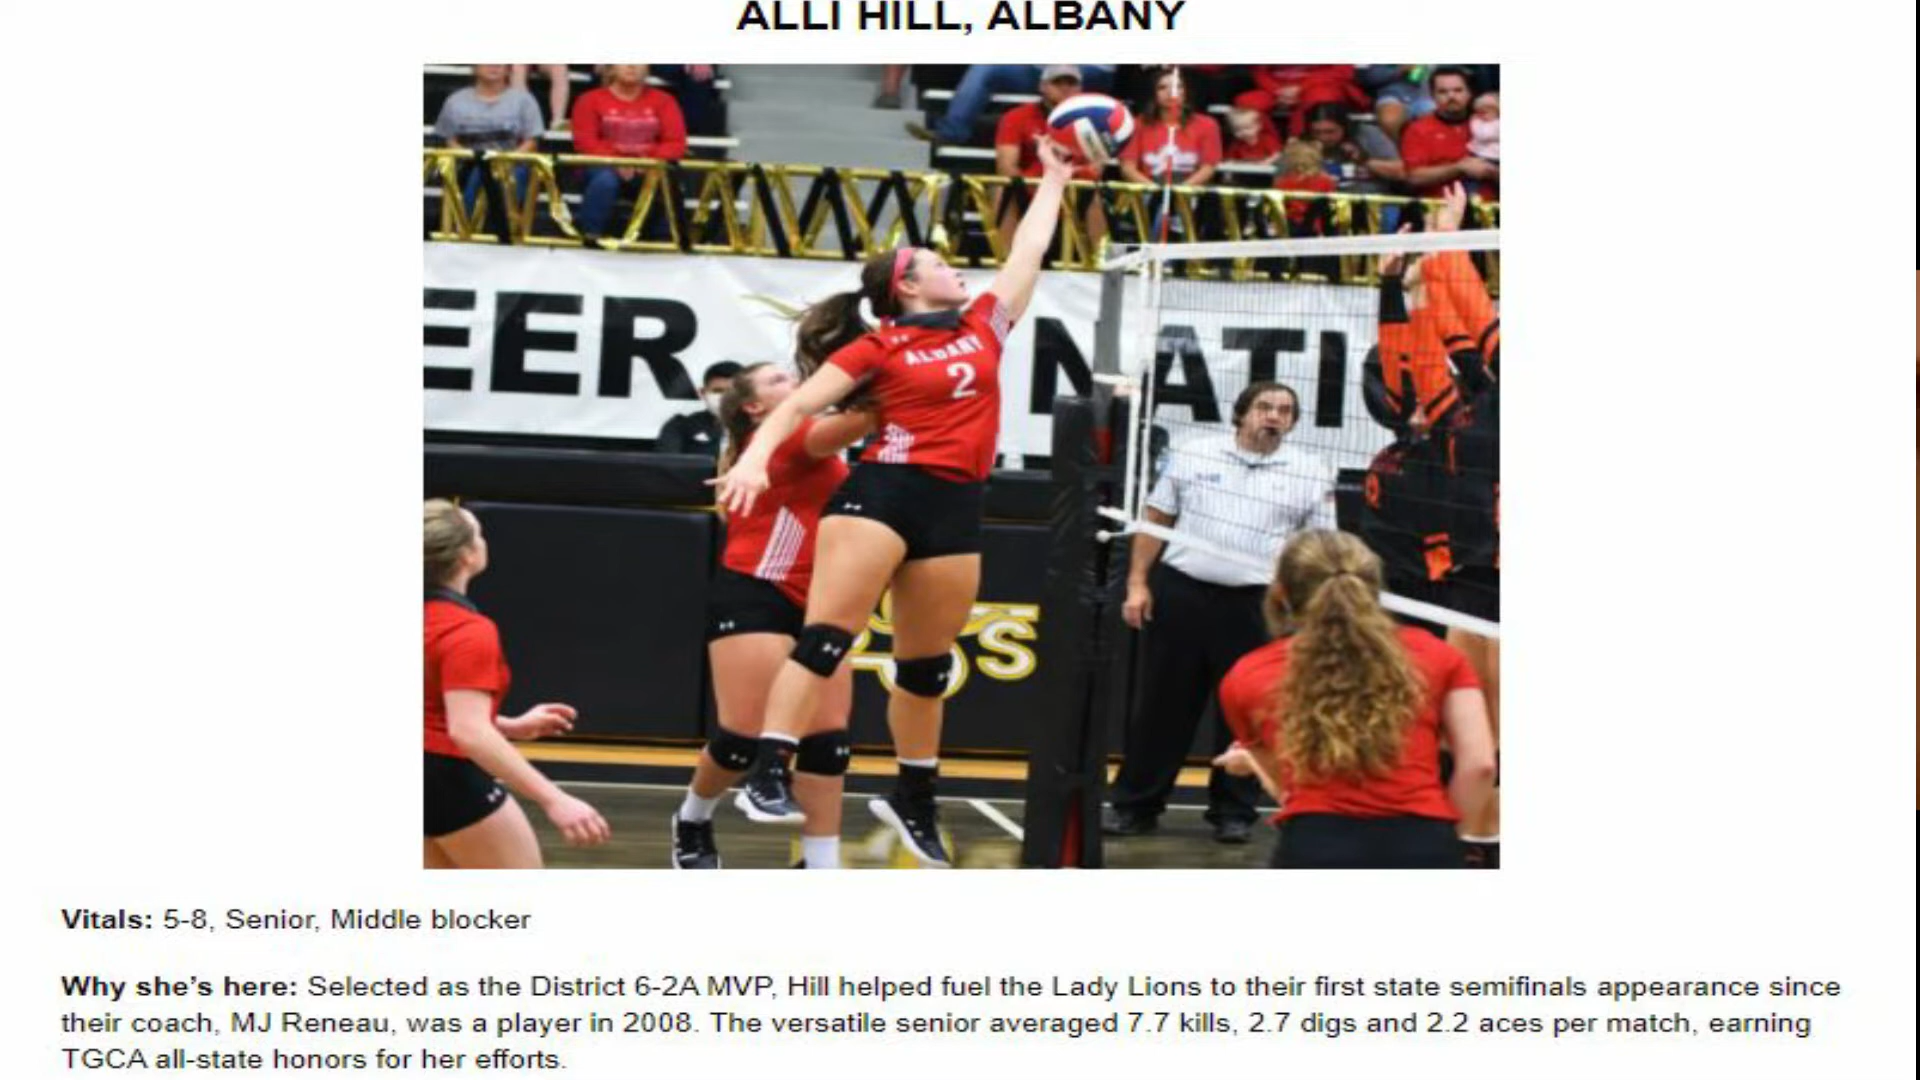 ALLI HILL, ALBANY
EER NATI
ALBANY
2
S
Vitals: 5-8, Senior, Middle blocker
Why she's here: Selected as the District 6-2A MVP, Hill helped fuel the Lady Lions to their first state semifinals appearance since
their coach, MJ Reneau, was a player in 2008. The versatile senior averaged 7.7 kills, 2.7 digs and 2.2 aces per match, earning
TGCA all-state honors for her efforts.